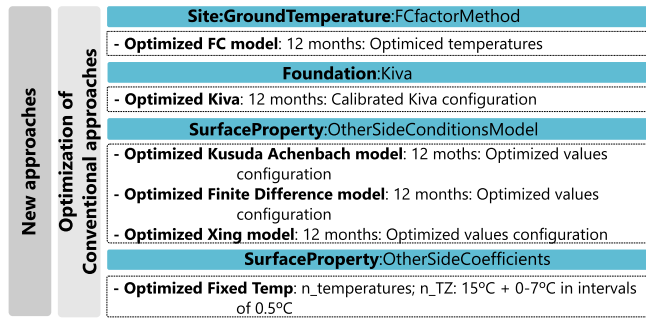 New approaches
Optimization of
Conventional approaches
Site:GroundTemperature:FCfactorMethod
- Optimized FC model: 12 months: Optimiced temperatures
Foundation:Kiva
- Optimized Kiva: 12 months: Calibrated Kiva configuration
SurfaceProperty:OtherSideConditionsModel
- Optimized Kusuda Achenbach model: 12 moths: Optimized values
configuration
- Optimized Finite Difference model: 12 months: Optimized values
configuration
- Optimized Xing model: 12 months: Optimized values configuration
SurfaceProperty:OtherSideCoefficients
- Optimized Fixed Temp: n_temperatures; n_TZ: 15ºC + 0-7ºC in intervals
of 0.5ºC